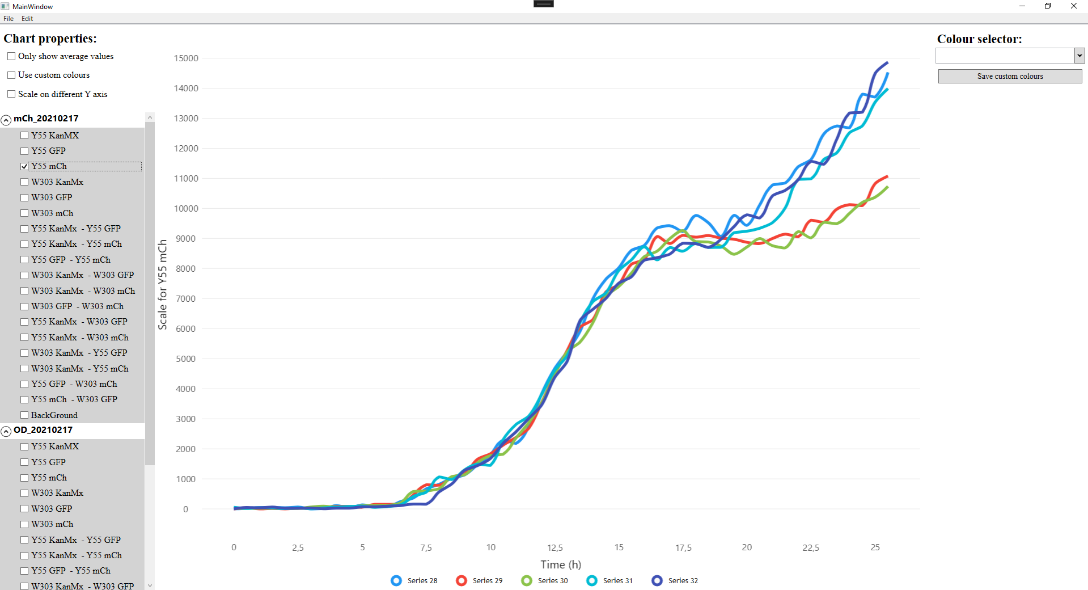 MainWindow
File Edit
Chart properties:
Only show average values
Use custom colours
Scale on different Y axis
mCh_20210217
Y55 KanMX
Y55 GFP
Y55 mCh
W303 KanMx
W303 GFP
W303 mCh
Y55 KanMx - Y55 GFP
Y55 KanMx - Y55 mCh
Y55 GFP - Y55 mCh
W303 KanMx - W303 GFP
W303 KanMx - W303 mCh
W303 GFP - W303 mCh
Y55 KanMx - W303 GFP
Y55 KanMx - W303 mCh
W303 KanMx - Y55 GFP
W303 KanMx - Y55 mCh
Y55 GFP - W303 mCh
Y55 mCh - W303 GFP
BackGround
OD_20210217
Y55 KanMX
Y55 GFP
Y55 mCh
W303 KanMx
W303 GFP
W303 mCh
Y55 KanMx - Y55 GFP
Y55 KanMx - Y55 mCh
Y55 GFP - Y55 mCh
W303 KanMx - W303 GFP
Scale for Y55 mCh
15000
14000
13000
12000
11000
10000
9000
8000
7000
6000
5000
4000
3000
2000
1000
0
0 2,5 5 7,5 10 12,5 15 17,5 20 22,5 25
Time (h)
Series 28 Series 29 Series 30 Series 31 Series 32
Colour selector:
Save custom colours